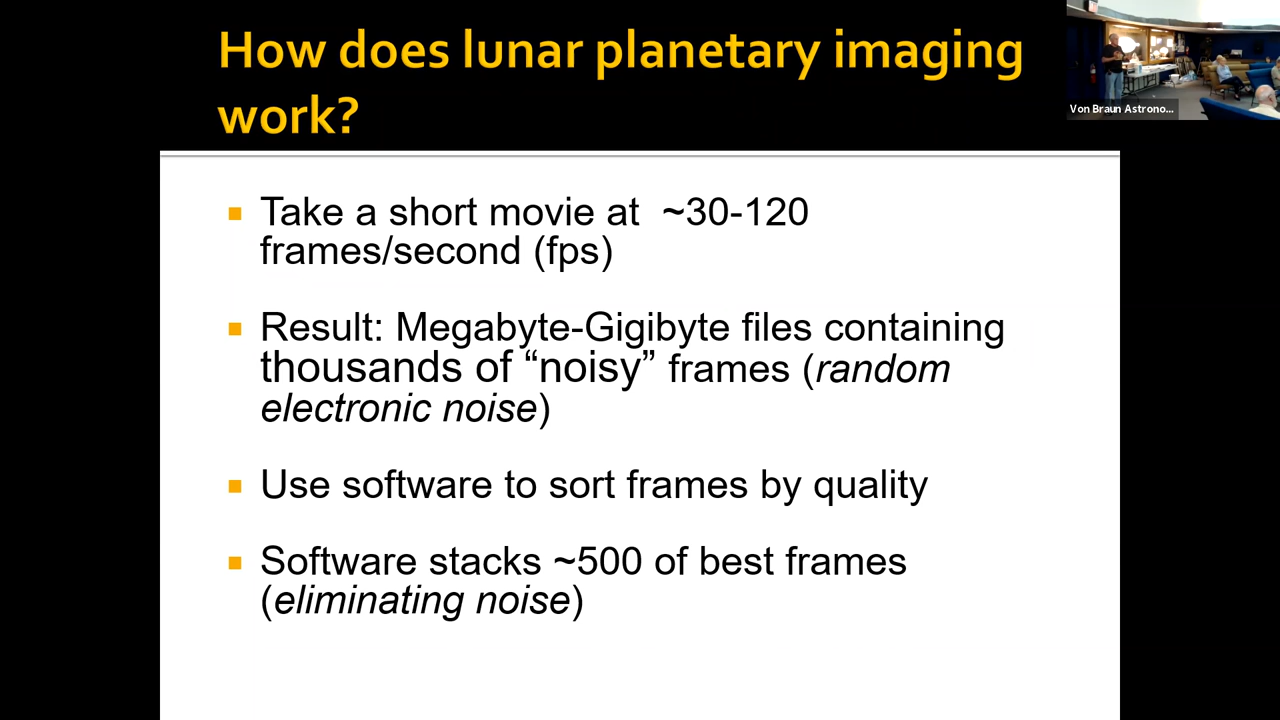 How does lunar planetary imaging
work?
Von Braun Astrono...
▪ Take a short movie at ~30-120
frames/second (fps)
▪ Result: Megabyte-Gigibyte files containing
thousands of “noisy” frames (random
electronic noise)
▪ Use software to sort frames by quality
▪ Software stacks ~500 of best frames
(eliminating noise)